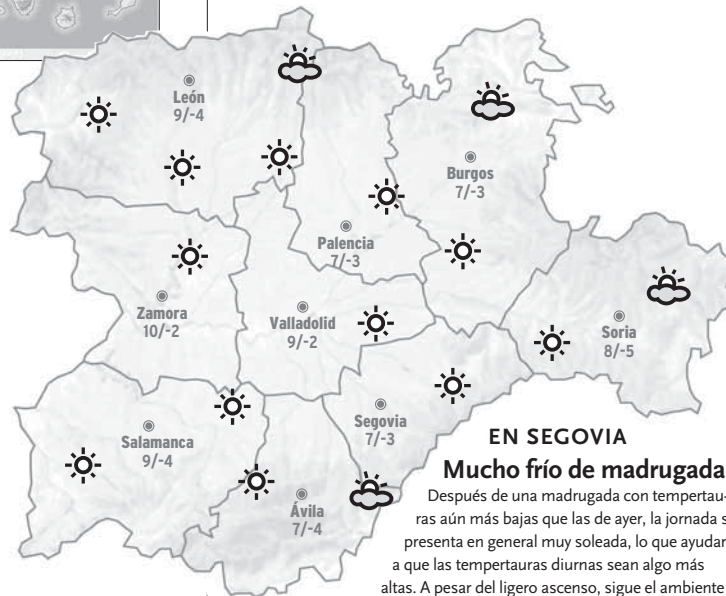 León
9/-4
Burgos
7/-3
Palencia
7/-3
Zamora
10/-2
Valladolid
9/-2
Soria
8/-5
Segovia
7/-3
Salamanca
9/-4
Ávila
7/-4
EN SEGOVIA
Mucho frío de madrugada
Después de una madrugada con tempertau-
ras aún más bajas que las de ayer, la jornada s
presenta en general muy soleada, lo que ayudar
a que las tempertauras diurnas sean algo más
altas. A pesar del ligero ascenso, sigue el ambiente